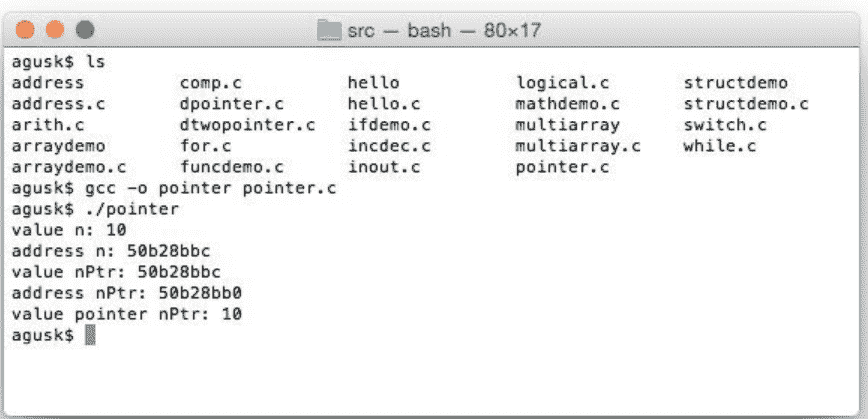 src — bash — 80×17
agusk$ ls
address comp.c hello logical.c structdemo
address.c dpointer.c hello.c mathdemo.c structdemo.c
arith.c dtwopointer.c ifdemo.c multiarray switch.c
arraydemo for.c incdec.c multiarray.c while.c
arraydemo.c funcdemo.c inout.c pointer.c
agusk$ gcc -o pointer pointer.c
agusk$ ./pointer
value n: 10
address n: 50b28bbc
value nPtr: 50b28bbc
address nPtr: 50b28bb0
value pointer nPtr: 10
agusk$